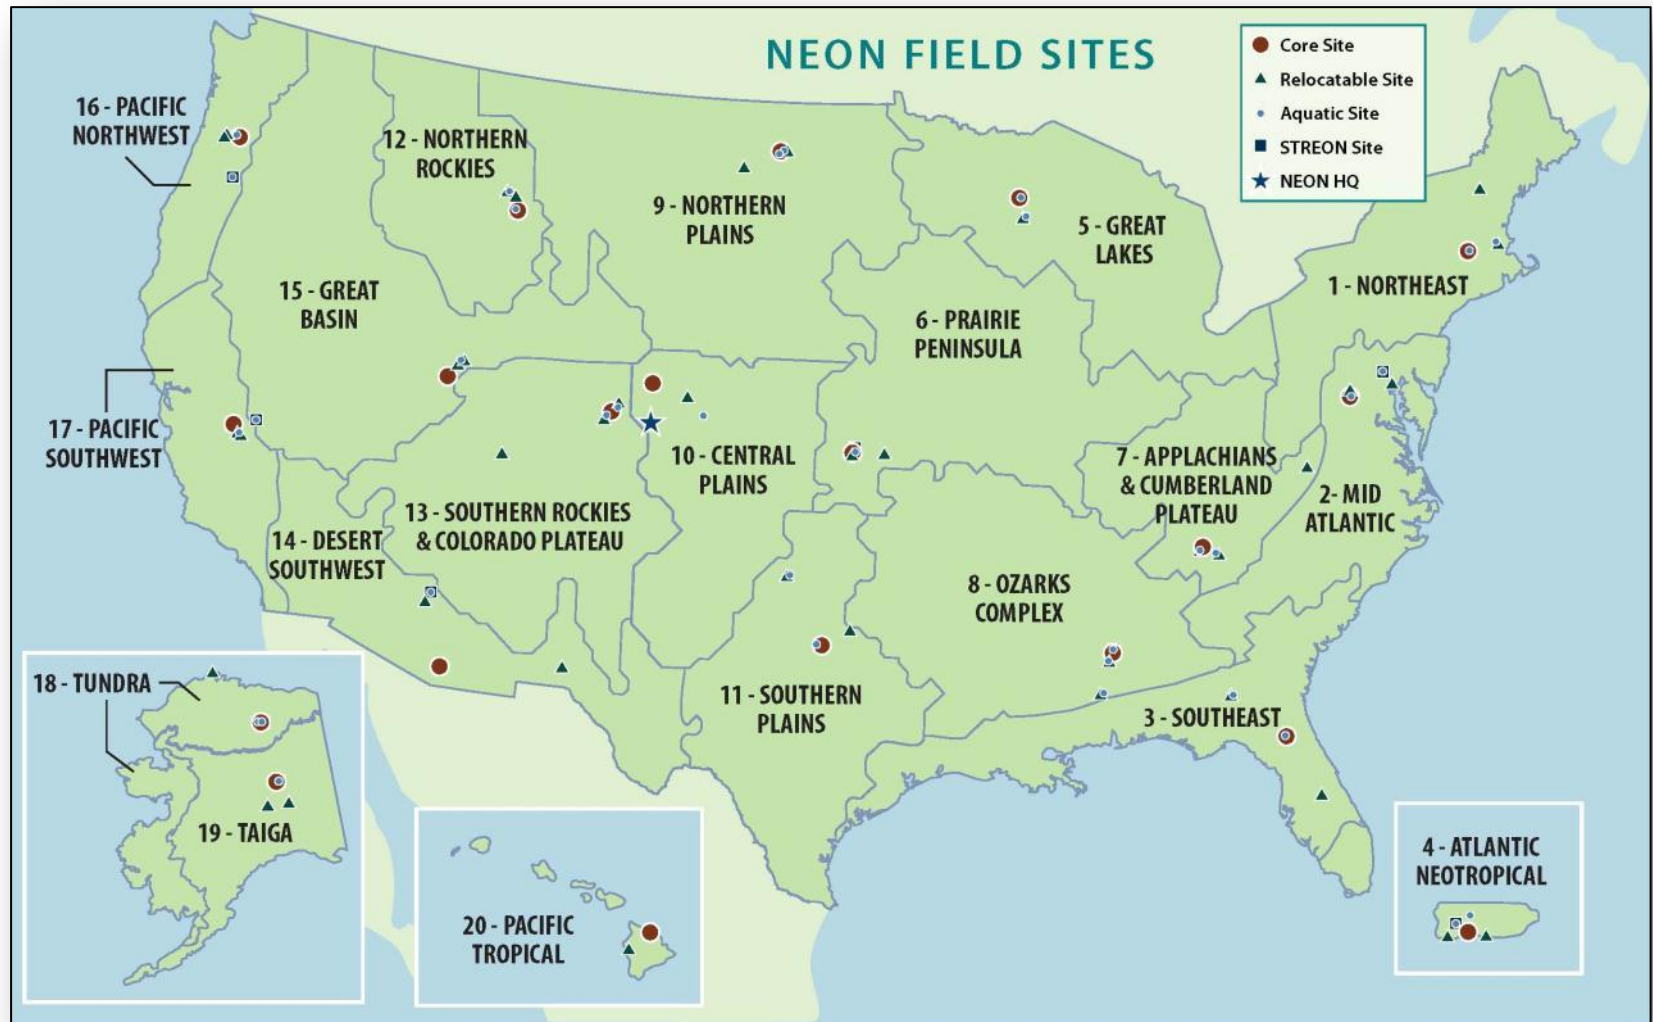 NEON FIELD SITES
Core Site
Relocatable Site
Aquatic Site
STREON Site
NEON HQ
16 - PACIFIC
NORTHWEST
12 - NORTHERN
ROCKIES
9 - NORTHERN
PLAINS
5 - GREAT
LAKES
1 - NORTHEAST
15 - GREAT
BASIN
6 - PRAIRIE
PENINSULA
17 - PACIFIC
SOUTHWEST
10 - CENTRAL
PLAINS
7 - APPLACHIANS
& CUMBERLAND
PLATEAU
2- MID
ATLANTIC
13 - SOUTHERN ROCKIES
& COLORADO PLATEAU
14 - DESERT
SOUTHWEST
8 - OZARKS
COMPLEX
18 - TUNDRA
11 - SOUTHERN
PLAINS
3 - SOUTHEAST
19 - TAIGA
20 - PACIFIC
TROPICAL
4 - ATLANTIC
NEOTROPICAL